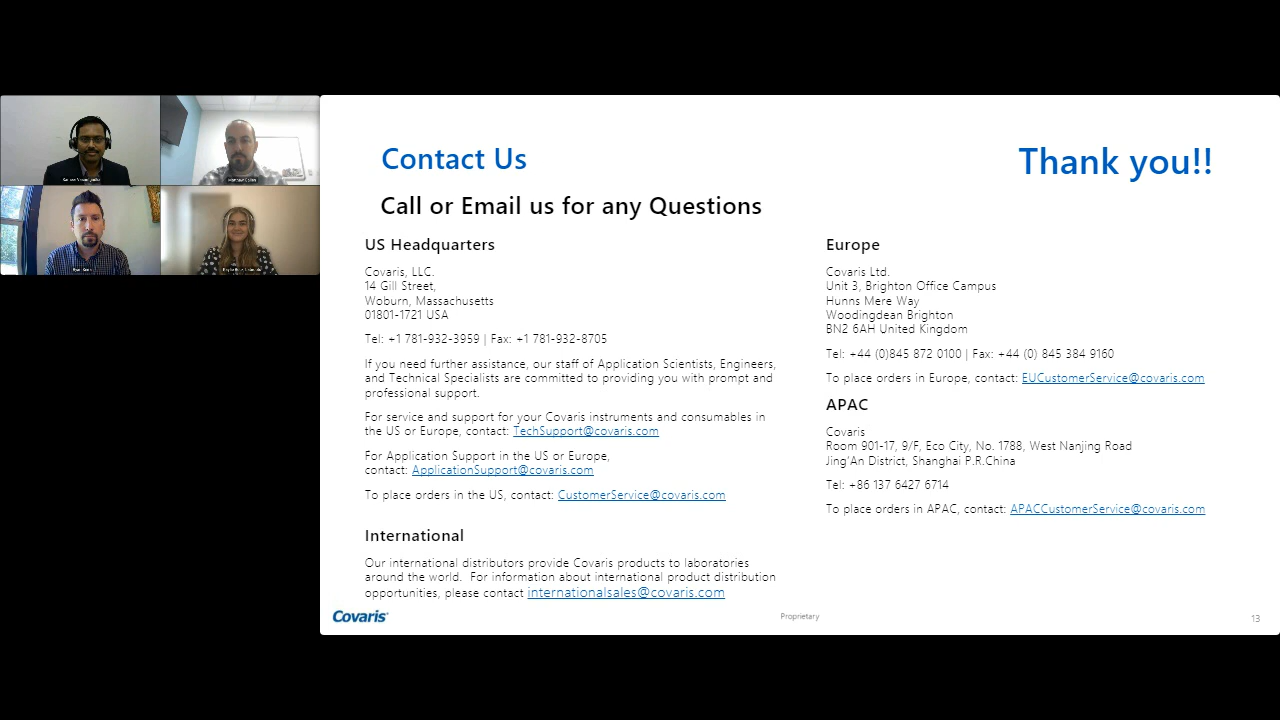 Contact Us
Thank you!!
Call or Email us for any Questions
US Headquarters
Covaris, LLC.
14 Gill Street,
Woburn, Massachusetts
01801-1721 USA
Tel: +1 781-932-3959 | Fax: +1 781-932-8705
If you need further assistance, our staff of Application Scientists, Engineers,
and Technical Specialists are committed to providing you with prompt and
professional support.
For service and support for your Covaris instruments and consumables in
the US or Europe, contact: TechSupport@covaris.com
For Application Support in the US or Europe,
contact: ApplicationSupport@covaris.com
To place orders in the US, contact: CustomerService@covaris.com
International
Our international distributors provide Covaris products to laboratories
around the world.  For information about international product distribution
opportunities, please contact internationalsales@covaris.com
Europe
Covaris Ltd.
Unit 3, Brighton Office Campus
Hunns Mere Way
Woodingdean Brighton
BN2 6AH United Kingdom
Tel: +44 (0)845 872 0100 | Fax: +44 (0) 845 384 9160
To place orders in Europe, contact: EUCustomerService@covaris.com
APAC
Covaris
Room 901-17, 9/F, Eco City, No. 1788, West Nanjing Road
Jing'An District, Shanghai P.R.China
Tel: +86 137 6427 6714
To place orders in APAC, contact: APACCustomerService@covaris.com
Covaris
Proprietary
13